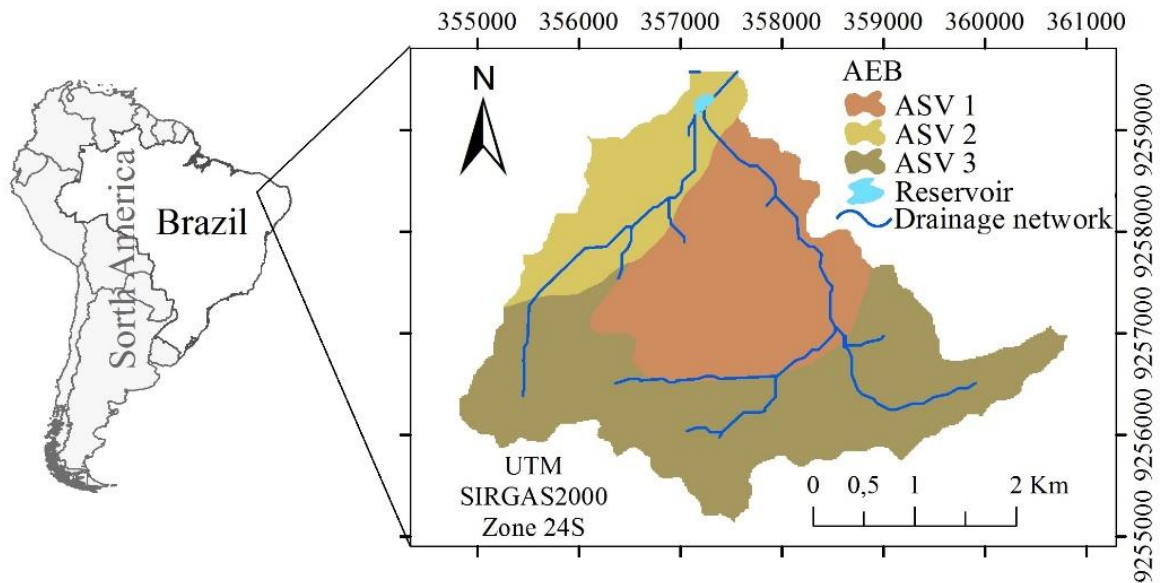 355000 356000 357000 358000 359000 360000 361000
N
AEB
ASV 1
ASV 2
ASV 3
Reservoir
Drainage network
9259000
9258000
9257000
9256000
9255000
Brazil
Sorth America
UTM
SIRGAS2000
Zone 24S
0 0,5 1 2 Km